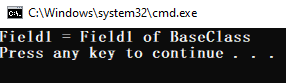 C:\Windows\system32\cmd.exe
Field1 = Field1 of BaseClass
Press any key to continue . . .